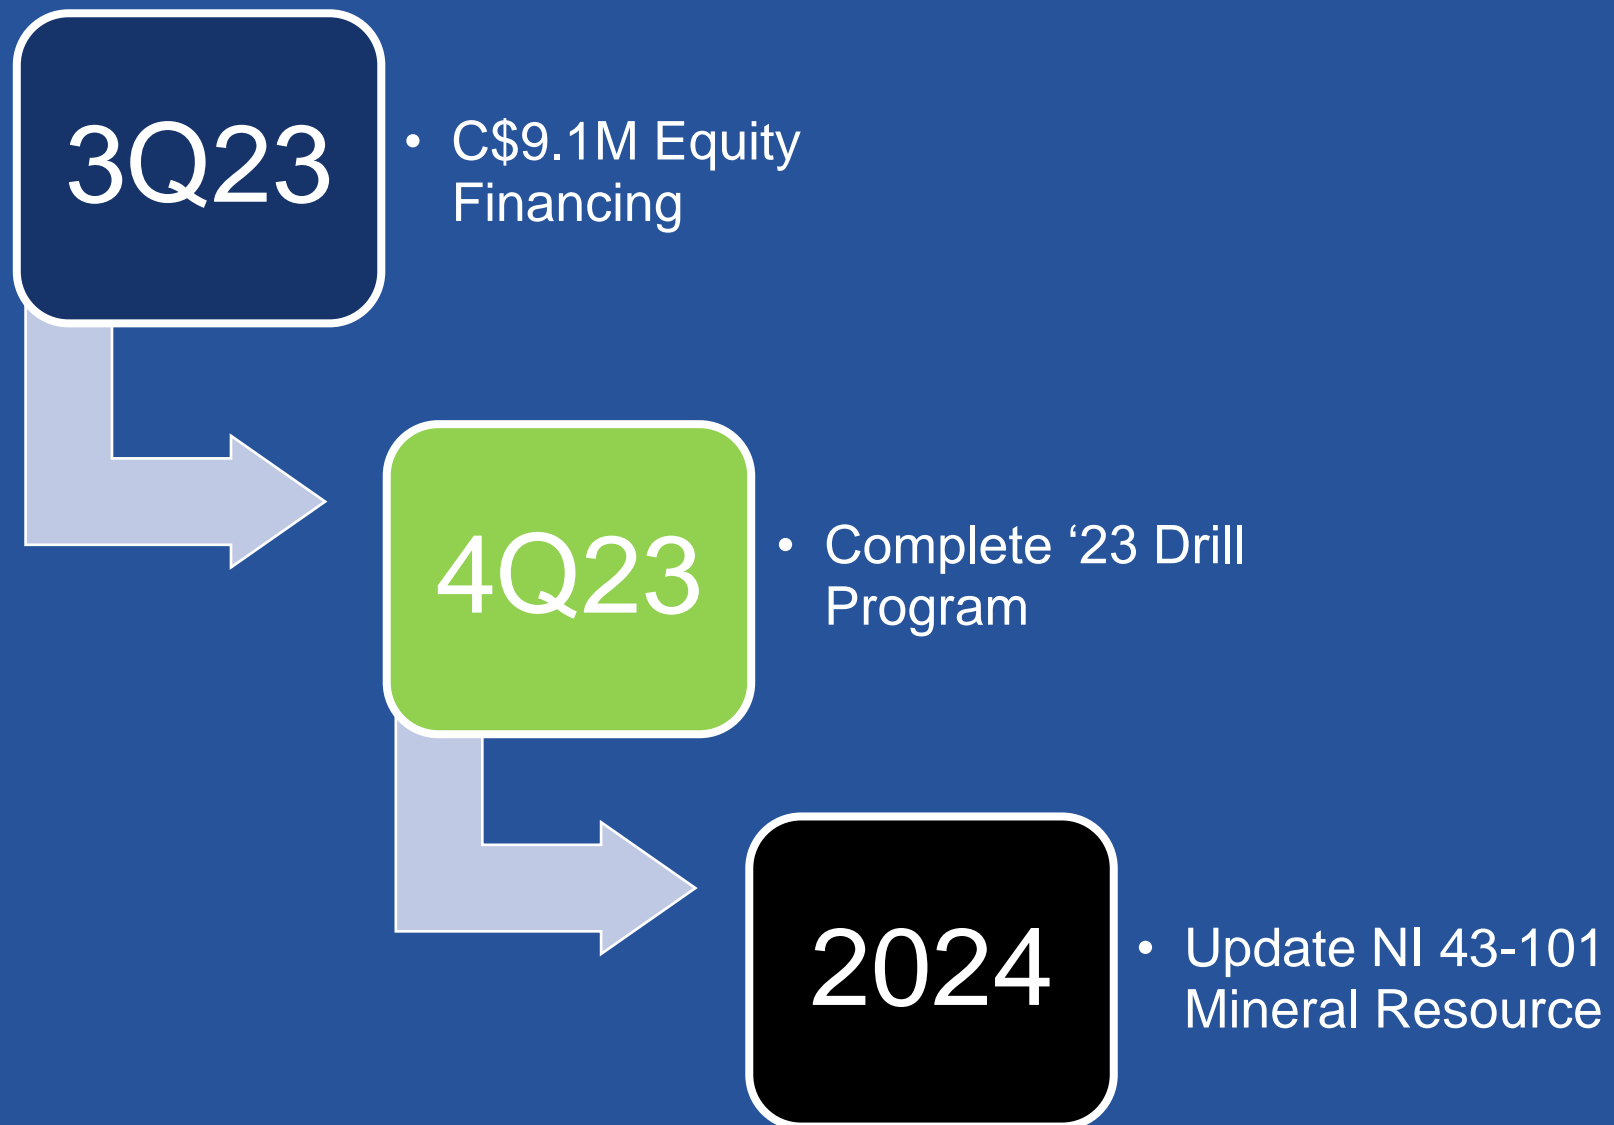 3Q23
• C$9.1M Equity
Financing
4Q23
• Complete ‘23 Drill
Program
2024
• Update NI 43-101
Mineral Resource